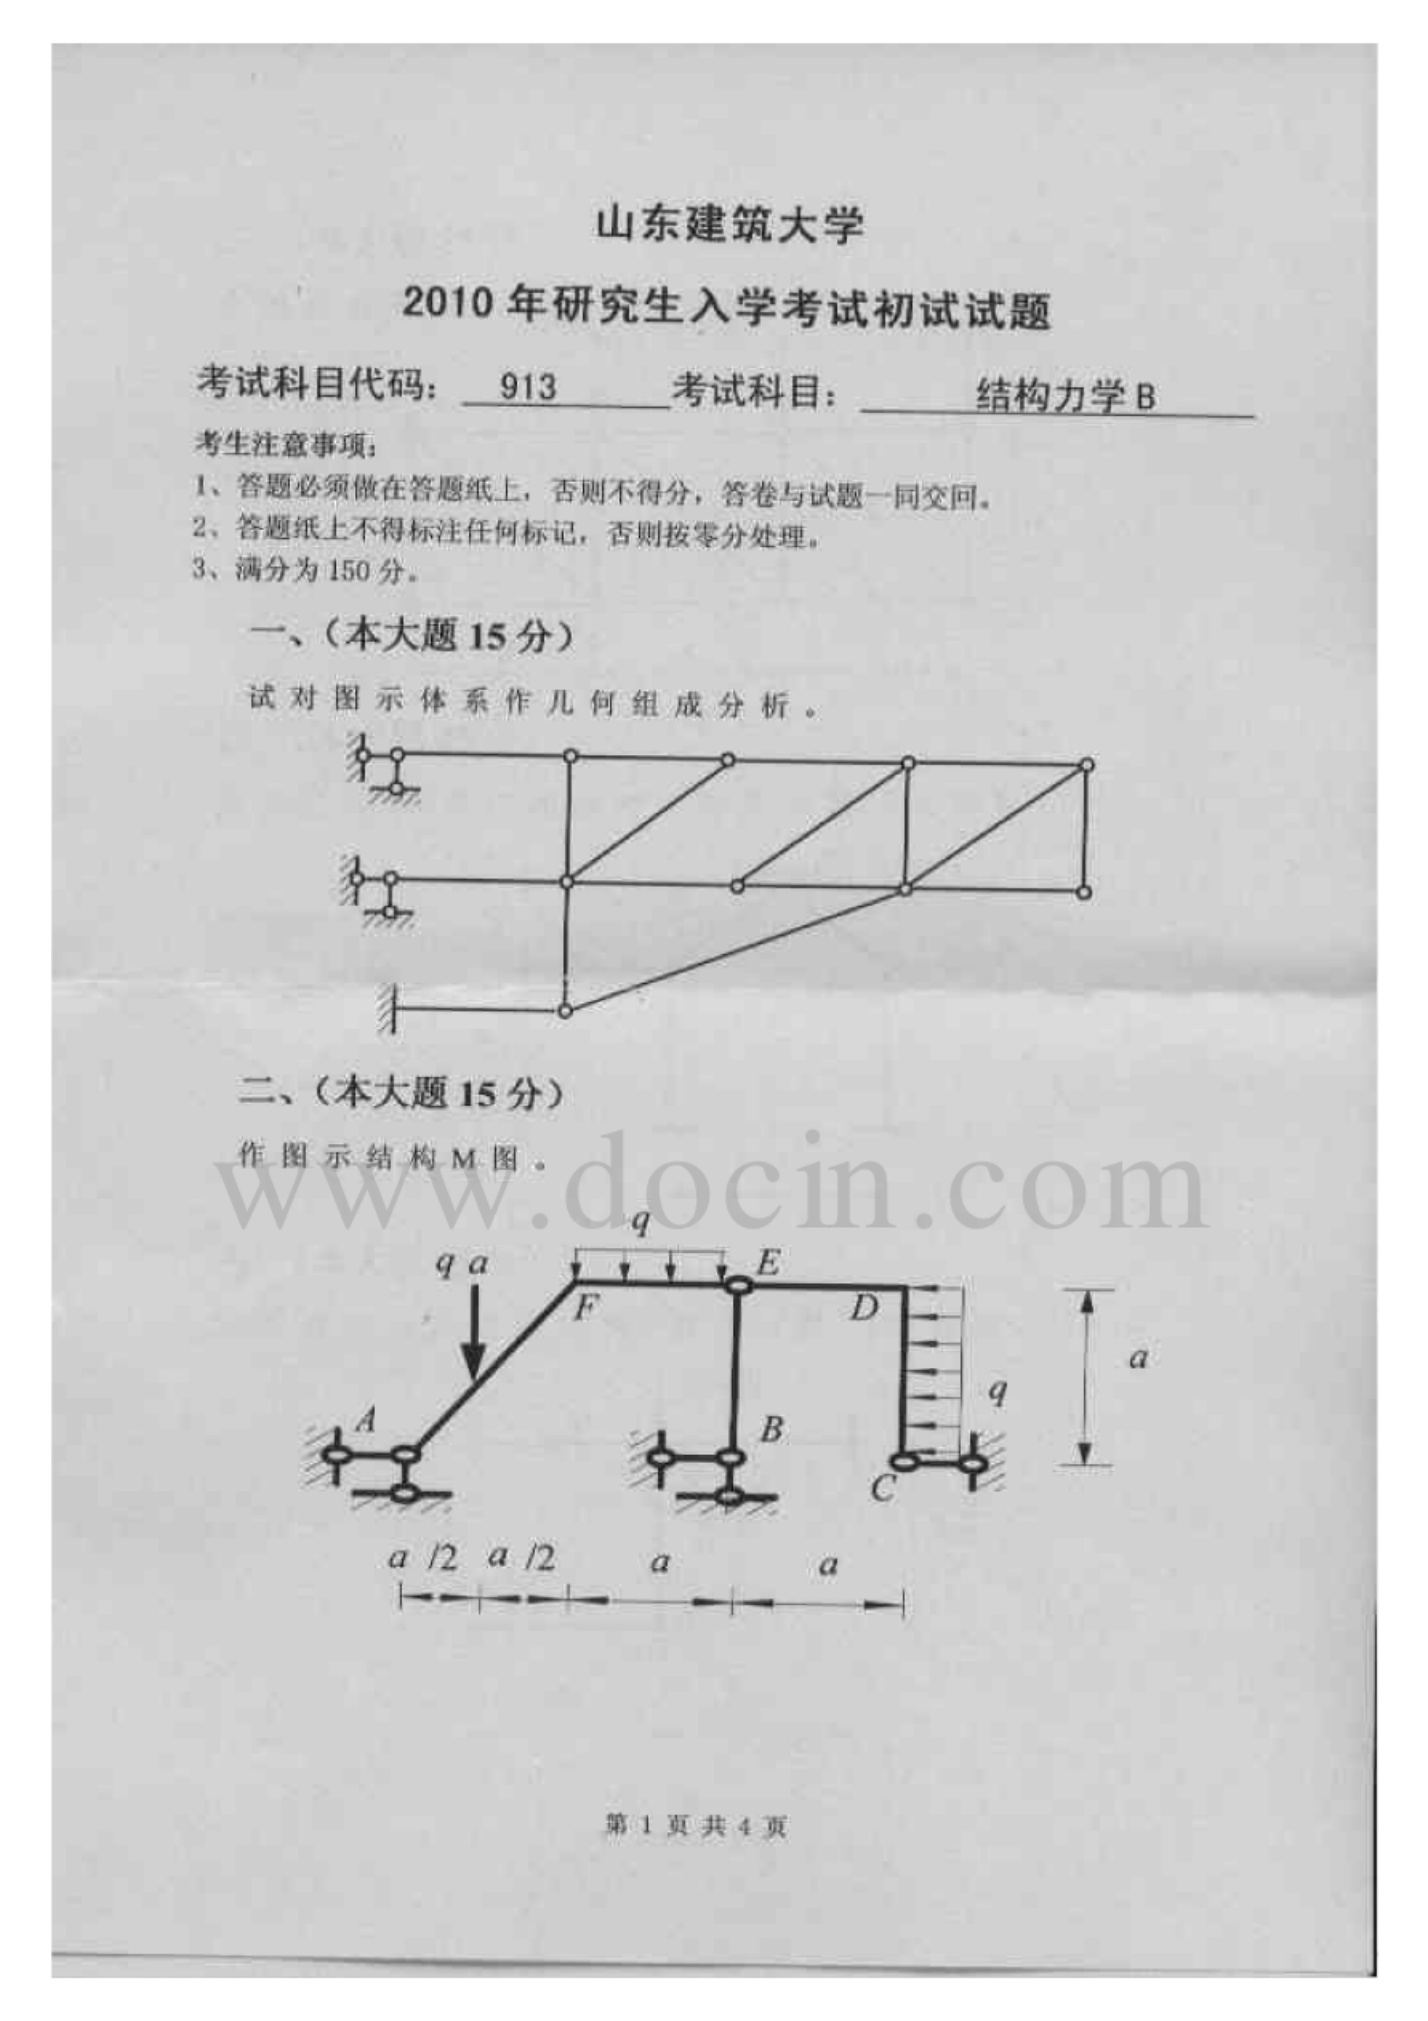 山东建筑大学
2010年研究生入学考试初试试题
考试科目代码： 913 考试科目： 结构力学B
考生注意事项：
1、答题必须做在答题纸上，否则不得分，答卷与试题一同交回。
2、答题纸上不得标注任何标记，否则按零分处理。
3、满分为150分。
一、（本大题15分）
试对图示体系作几何组成分析。
二、（本大题15分）
作图示结构M图。
www.docin.com
q
q a
E
F
D
a
q
A
B
C
a /2 a /2 a a
第 1 页 共 4 页